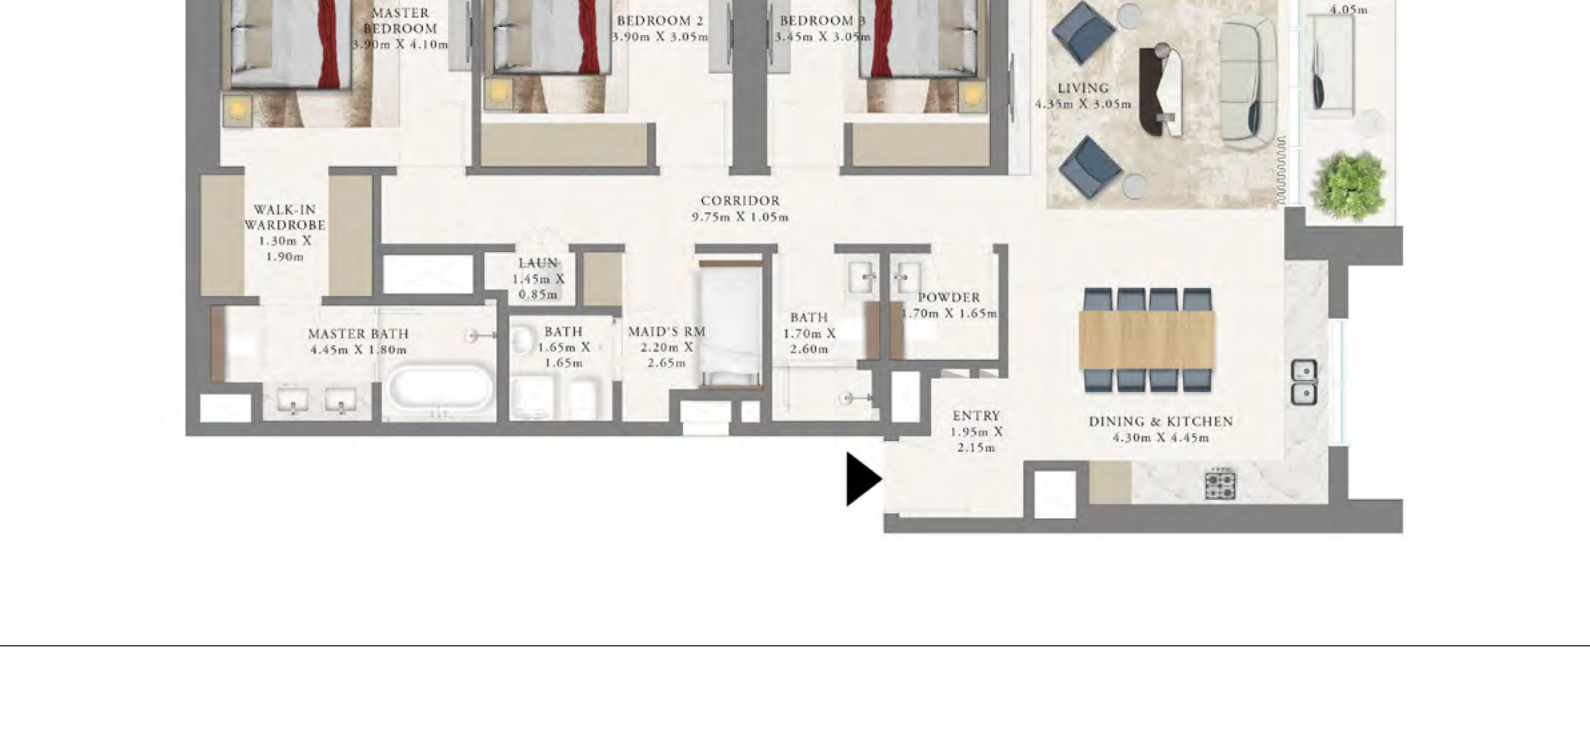 MASTER
BEDROOM
3.90m X 4.10m
BEDROOM 2
3.90m X 3.05m
BEDROOM 3
3.45m X 3.05m
4.05m
LIVING
4.35m X 3.05m
CORRIDOR
9.75m X 1.05m
WALK-IN
WARDROBE
1.30m X
1.90m
LAUN
1.45m X
0.85m
MASTER BATH
4.45m X 1.80m
BATH
1.65m X
1.65m
MAID'S RM
2.20m X
2.65m
BATH
1.70m X
2.60m
POWDER
1.70m X 1.65m
ENTRY
1.95m X
2.15m
DINING & KITCHEN
4.30m X 4.45m